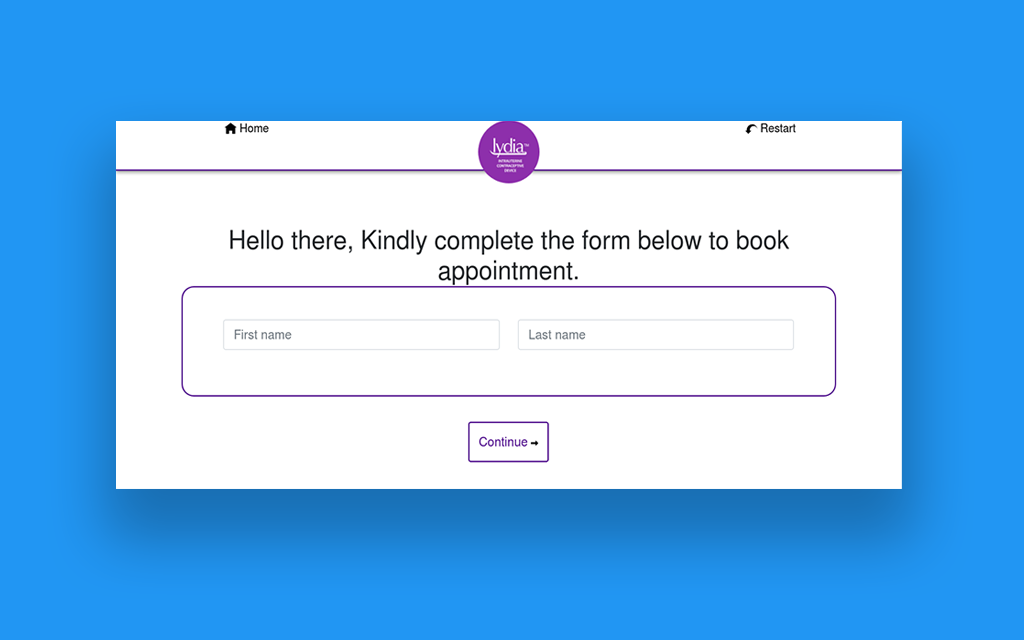 Home
lydia™
INTRAUTERINE
CONTRACEPTIVE
DEVICE
Restart
Hello there, Kindly complete the form below to book
appointment.
First name
Last name
Continue